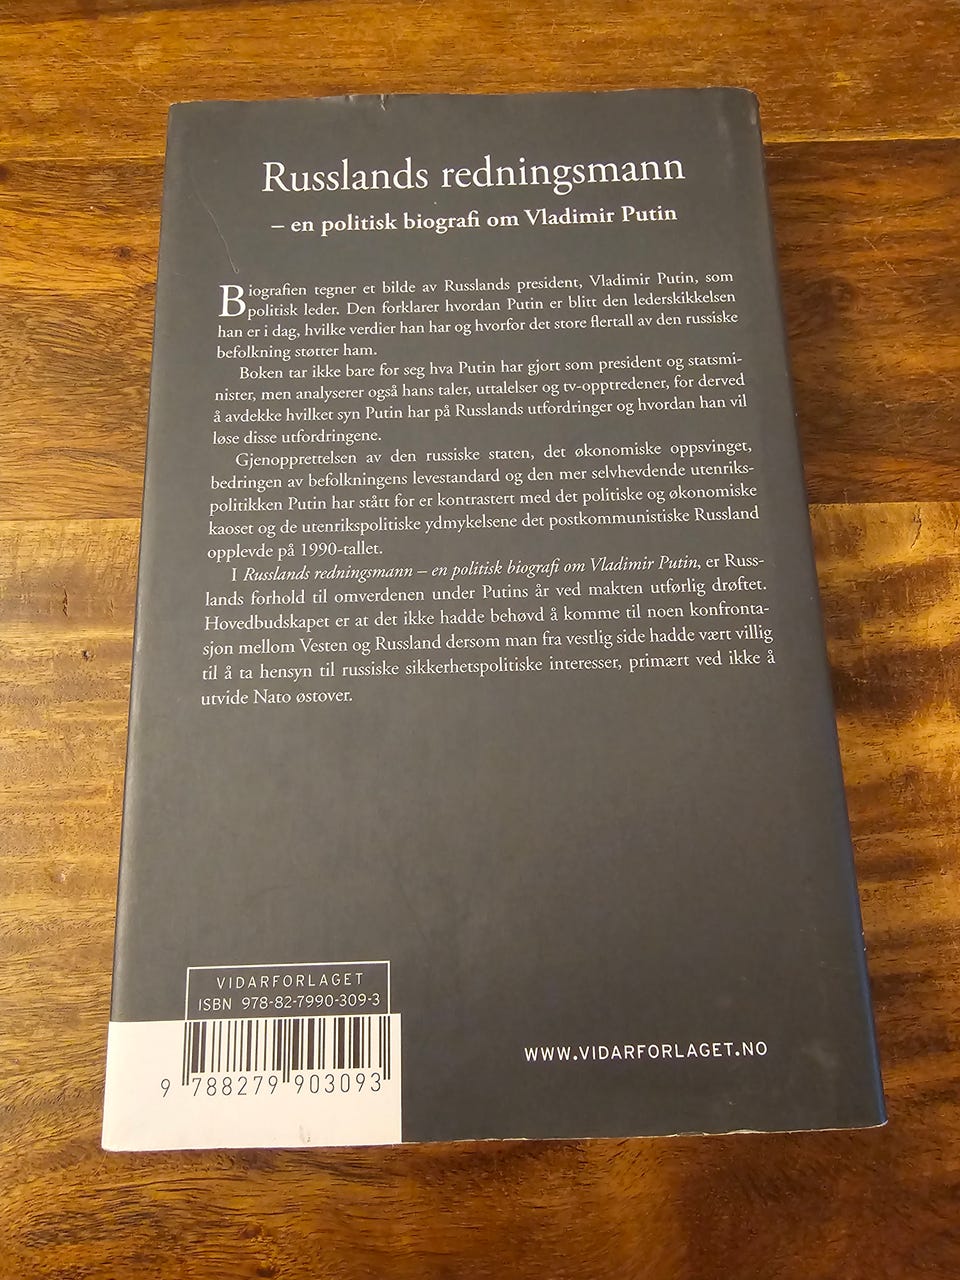 Russlands redningsmann
– en politisk biografi om Vladimir Putin
Biografien tegner et bilde av Russlands president, Vladimir Putin, som
politisk leder. Den forklarer hvordan Putin er blitt den lederskikkelsen
han er i dag, hvilke verdier han har og hvorfor det store flertall av den russiske
befolkning støtter ham.
Boken tar ikke bare for seg hva Putin har gjort som president og statsmi-
nister, men analyserer også hans taler, uttalelser og tv-opptredener, for derved
å avdekke hvilket syn Putin har på Russlands utfordringer og hvordan han vil
løse disse utfordringene.
Gjenopprettelsen av den russiske staten, det økonomiske oppsvinget,
bedringen av befolkningens levestandard og den mer selvhevdende utenriks-
politikken Putin har stått for er kontrastert med det politiske og økonomiske
kaoset og de utenrikspolitiske ydmykelsene det postkommunistiske Russland
opplevde på 1990-tallet.
I Russlands redningsmann – en politisk biografi om Vladimir Putin, er Russ-
lands forhold til omverdenen under Putins år ved makten utførlig drøftet.
Hovedbudskapet er at det ikke hadde behøvd å komme til noen konfronta-
sjon mellom Vesten og Russland dersom man fra vestlig side hadde vært villig
til å ta hensyn til russiske sikkerhetspolitiske interesser, primært ved ikke å
utvide Nato østover.
VIDARFORLAGET
ISBN 978-82-7990-309-3
9 788279 903093
WWW.VIDARFORLAGET.NO